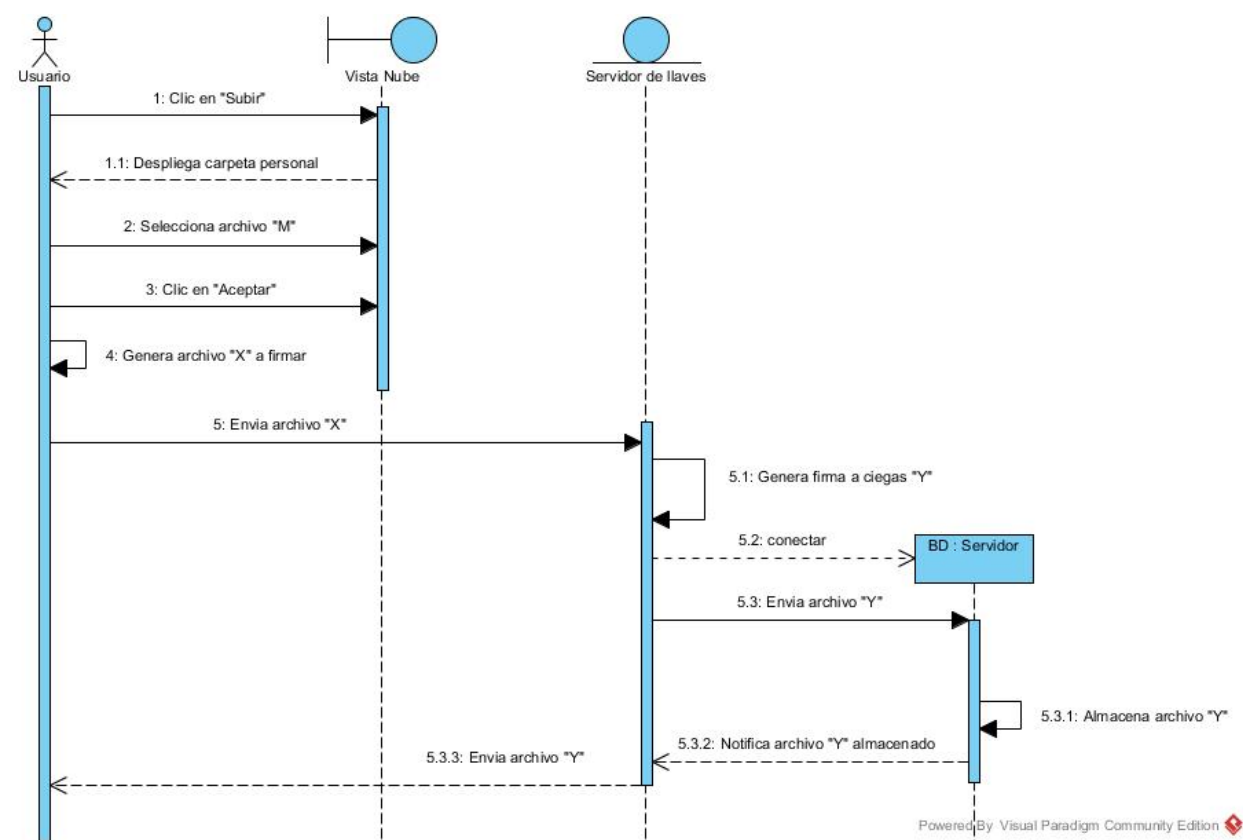 Usuario
Vista Nube
Servidor de llaves
1: Clic en "Subir"
1.1: Despliega carpeta personal
2: Selecciona archivo "M"
3: Clic en "Aceptar"
4: Genera archivo "X" a firmar
5: Envia archivo "X"
5.1: Genera firma a ciegas "Y"
5.2: conectar
BD : Servidor
5.3: Envia archivo "Y"
5.3.1: Almacena archivo "Y"
5.3.2: Notifica archivo "Y" almacenado
5.3.3: Envia archivo "Y"
Powered By Visual Paradigm Community Edition